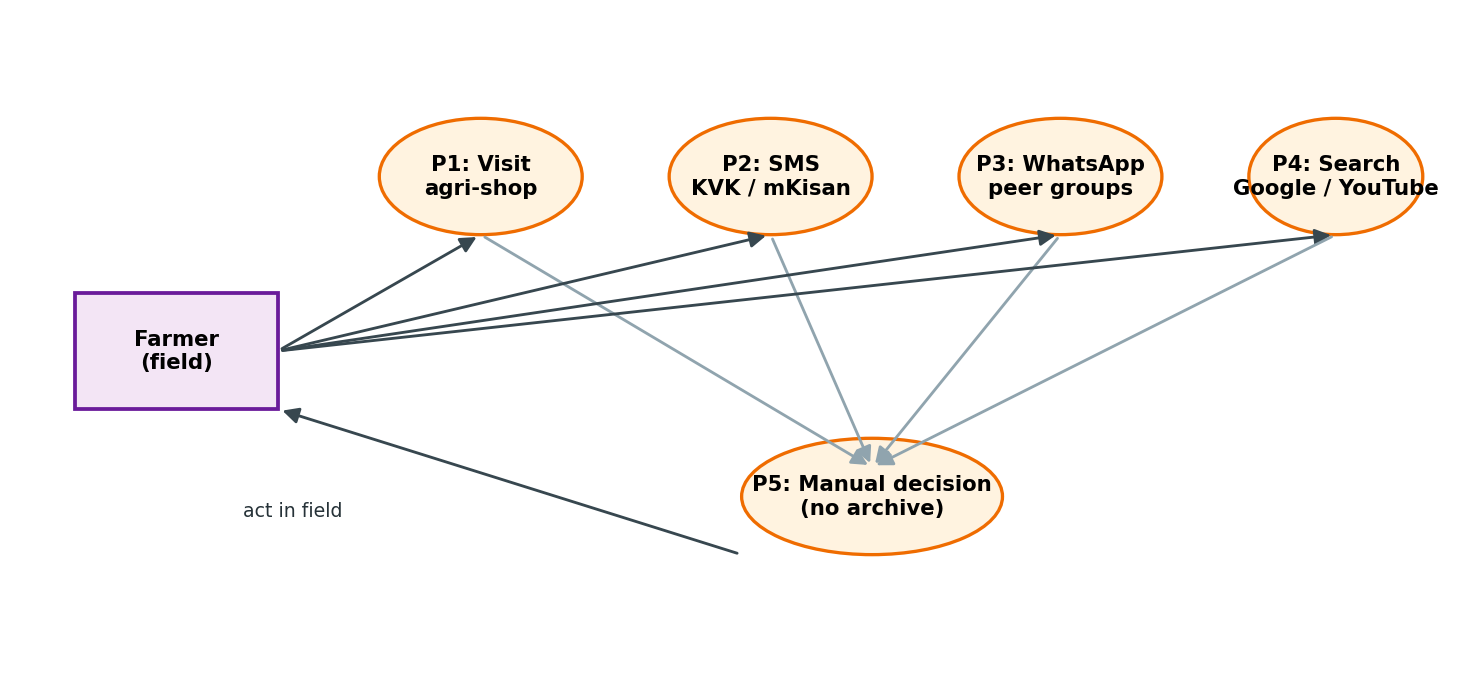 P1: Visit
agri-shop
P2: SMS
KVK / mKisan
P3: WhatsApp
peer groups
P4: Search
Google / YouTube
Farmer
(field)
P5: Manual decision
(no archive)
act in field